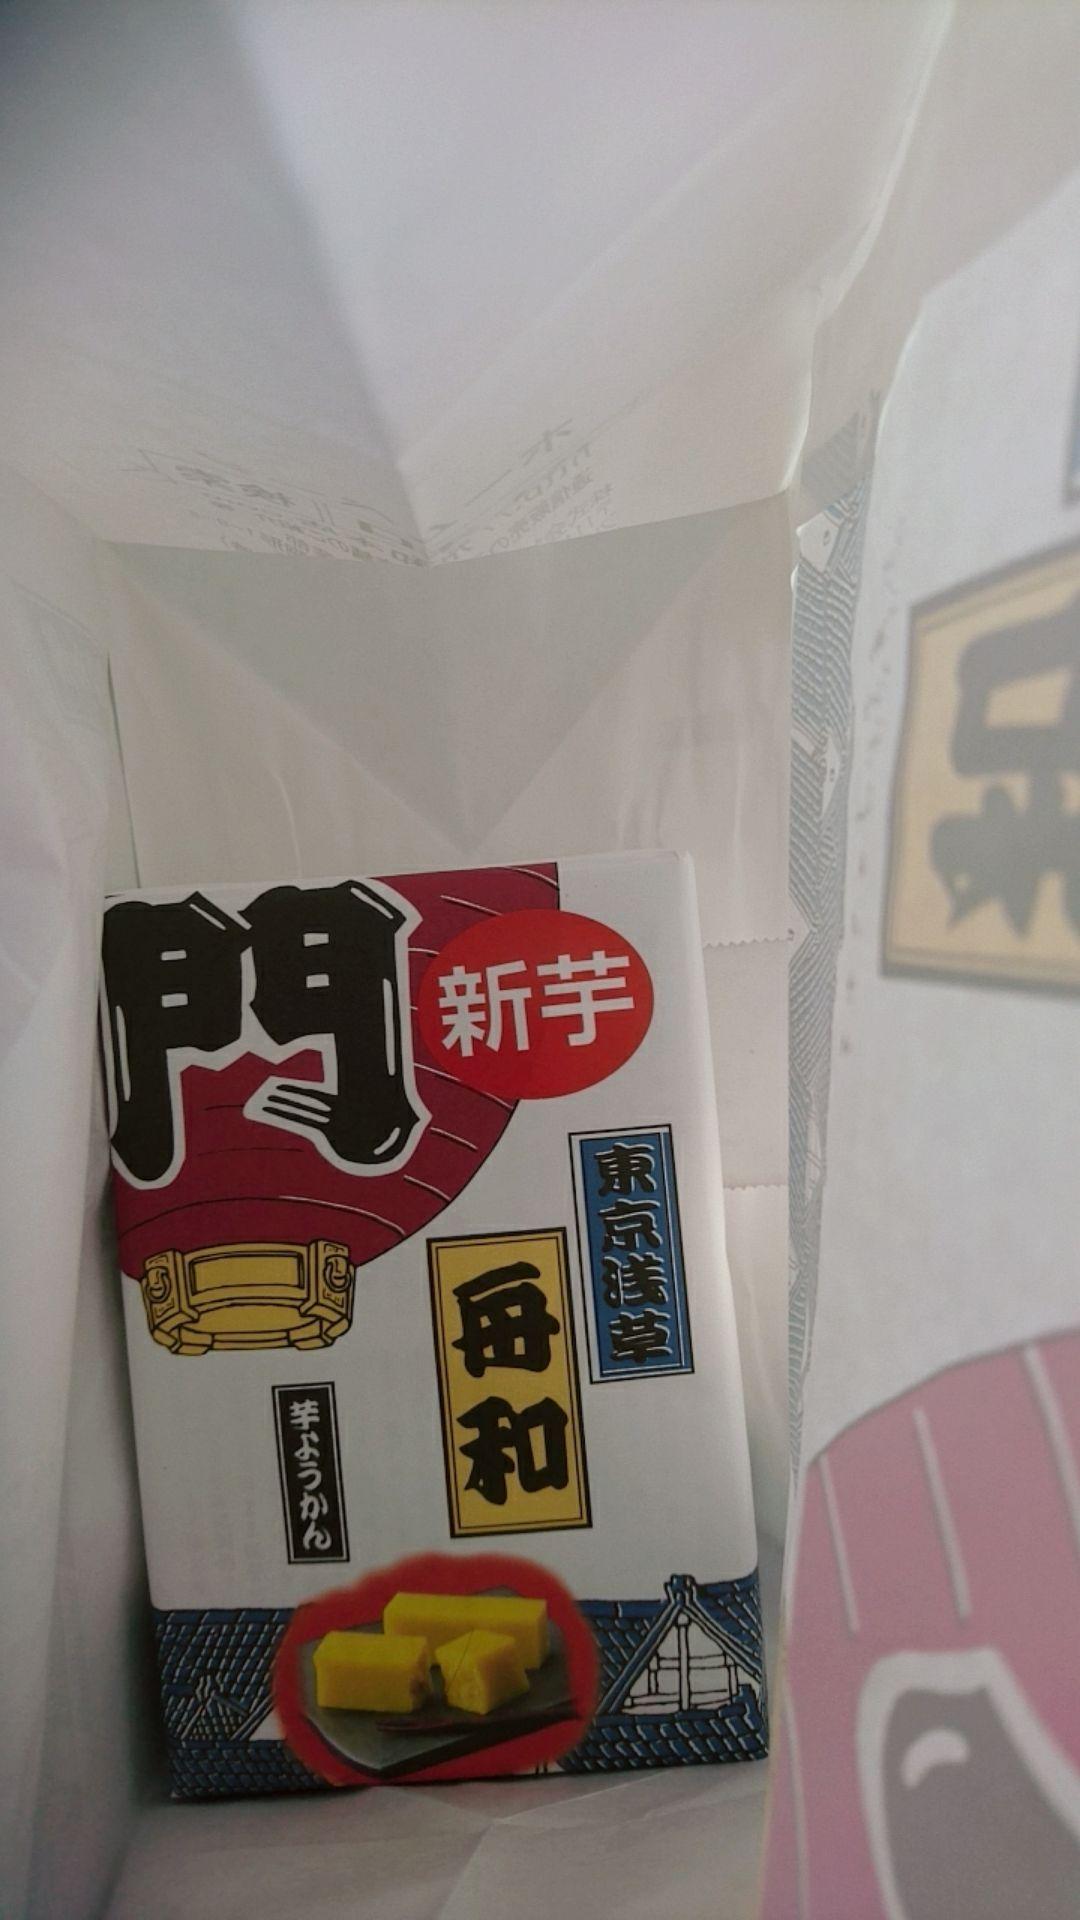 門
新芋
東京浅草
舟和
芋ようかん